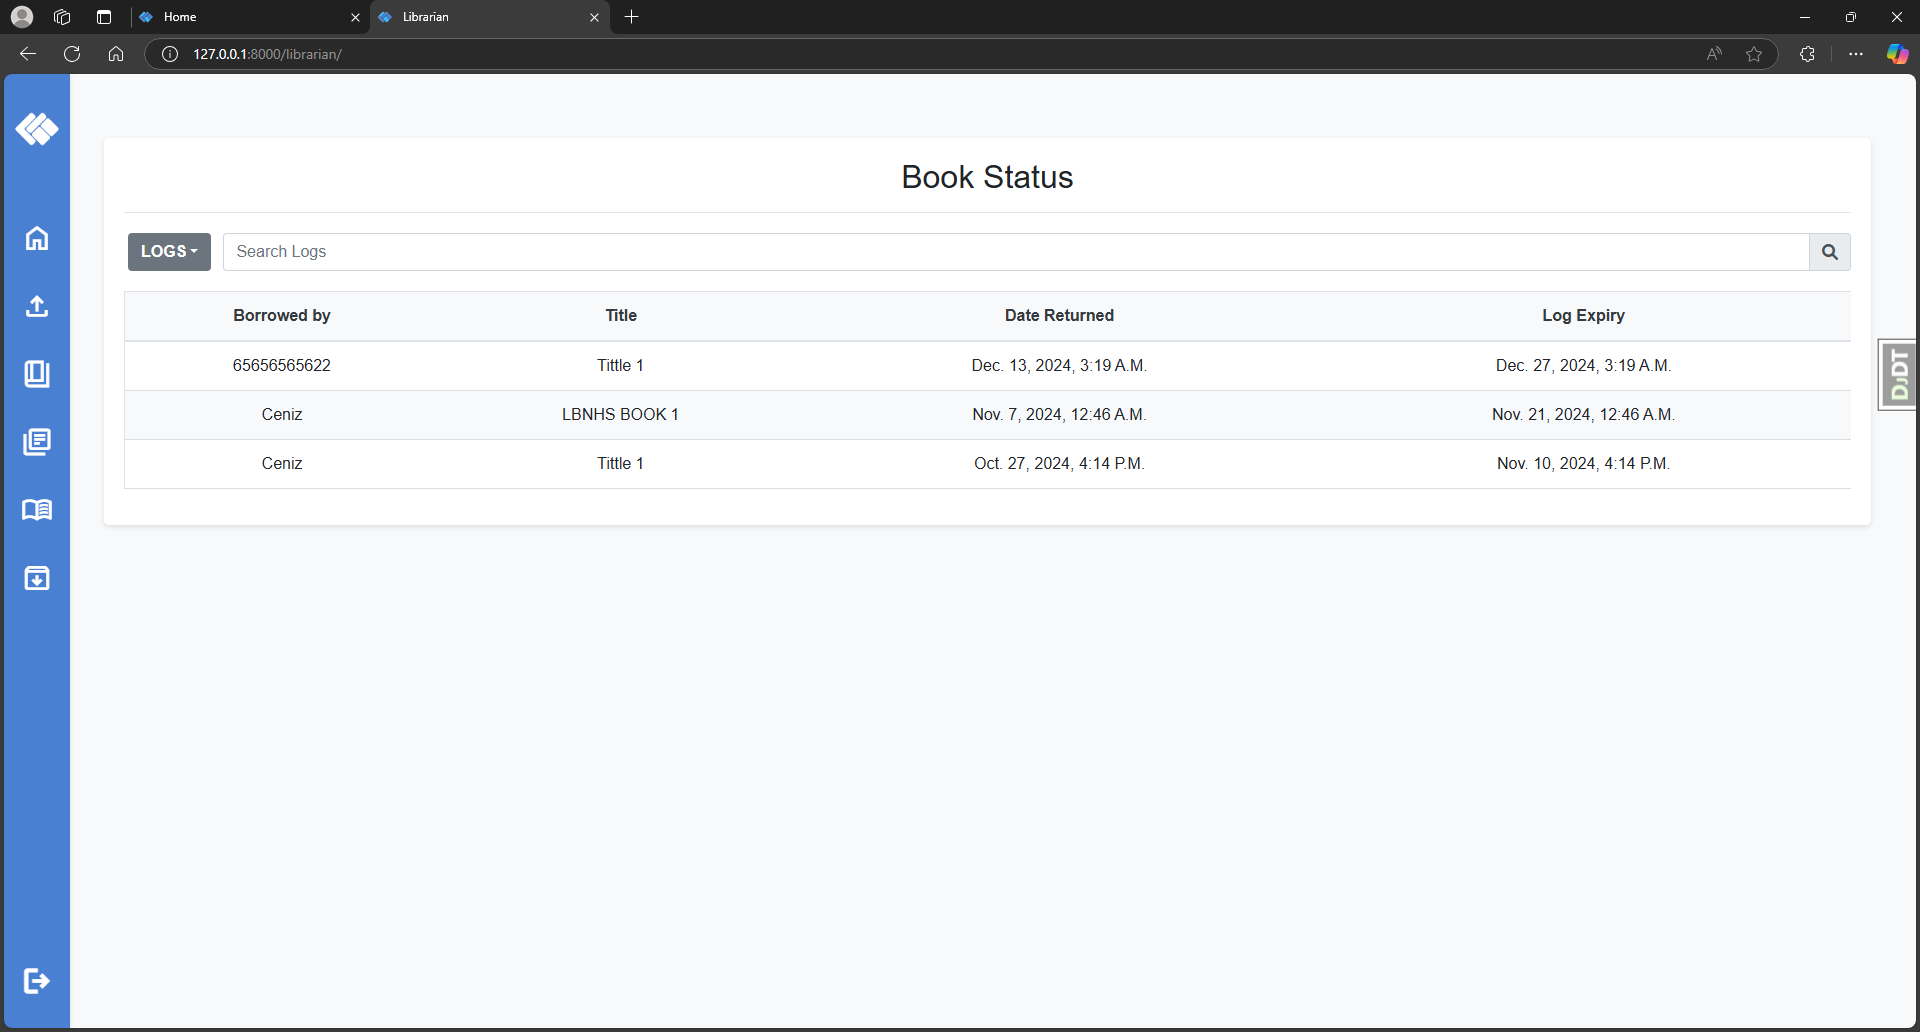 Home
Librarian
127.0.0.1:8000/librarian/
Book Status
LOGS
Search Logs
Borrowed by Title Date Returned Log Expiry
65656565622 Tittle 1 Dec. 13, 2024, 3:19 A.M. Dec. 27, 2024, 3:19 A.M.
Ceniz LBNHS BOOK 1 Nov. 7, 2024, 12:46 A.M. Nov. 21, 2024, 12:46 A.M.
Ceniz Tittle 1 Oct. 27, 2024, 4:14 P.M. Nov. 10, 2024, 4:14 P.M.
DJDT